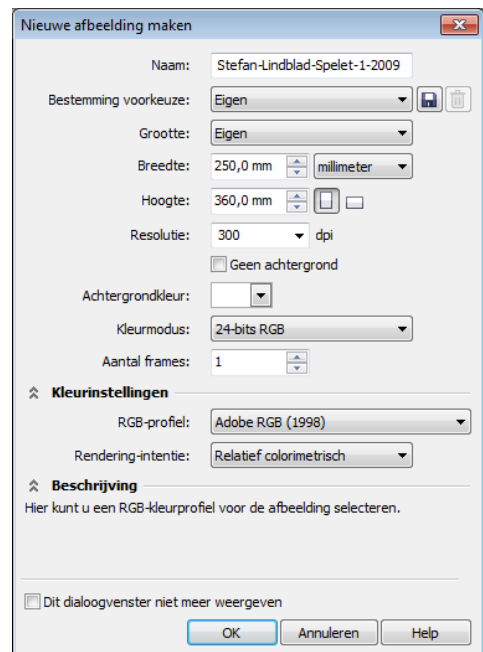 Nieuwe afbeelding maken
Naam: Stefan-Lindblad-Spelet-1-2009
Bestemming voorkeuze: Eigen
Grootte: Eigen
Breedte: 250,0 mm millimeter
Hoogte: 360,0 mm
Resolutie: 300 dpi
Geen achtergrond
Achtergrondkleur:
Kleurmodus: 24-bits RGB
Aantal frames: 1
Kleurinstellingen
RGB-profiel: Adobe RGB (1998)
Rendering-intentie: Relatief colorimetrisch
Beschrijving
Hier kunt u een RGB-kleurprofiel voor de afbeelding selecteren.
Dit dialoogvenster niet meer weergeven
OK Annuleren Help